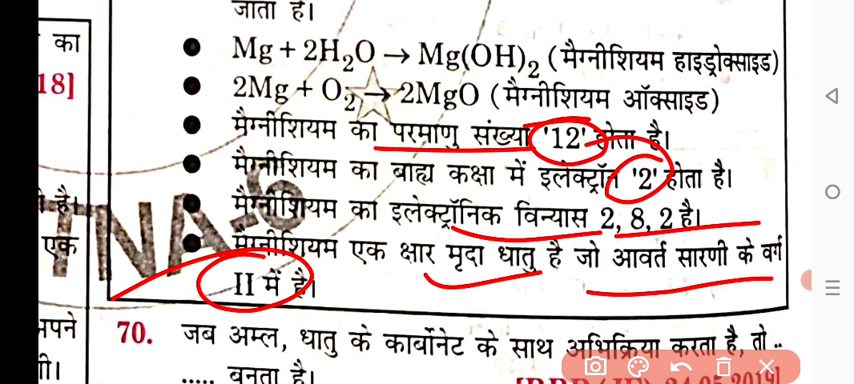 जाता है।
का
Mg + 2H₂O → Mg(OH)₂ (मैग्नीशियम हाइड्रोक्साइड)
18]
2Mg + O₂ → 2MgO (मैग्नीशियम ऑक्साइड)
मैग्नीशियम का परमाणु संख्या '12' होता है।
मैग्नीशियम का बाह्य कक्षा में इलेक्ट्रॉन '2' होता है।
है।
मैग्नीशियम का इलेक्ट्रॉनिक विन्यास 2, 8, 2 है।
एक
मैग्नीशियम एक क्षार मृदा धातु है जो आवर्त सारणी के वर्ग
II में है।
अपने
70. जब अम्ल, धातु के कार्बोनेट के साथ अभिक्रिया करता है, तो ..
..... बनता है।